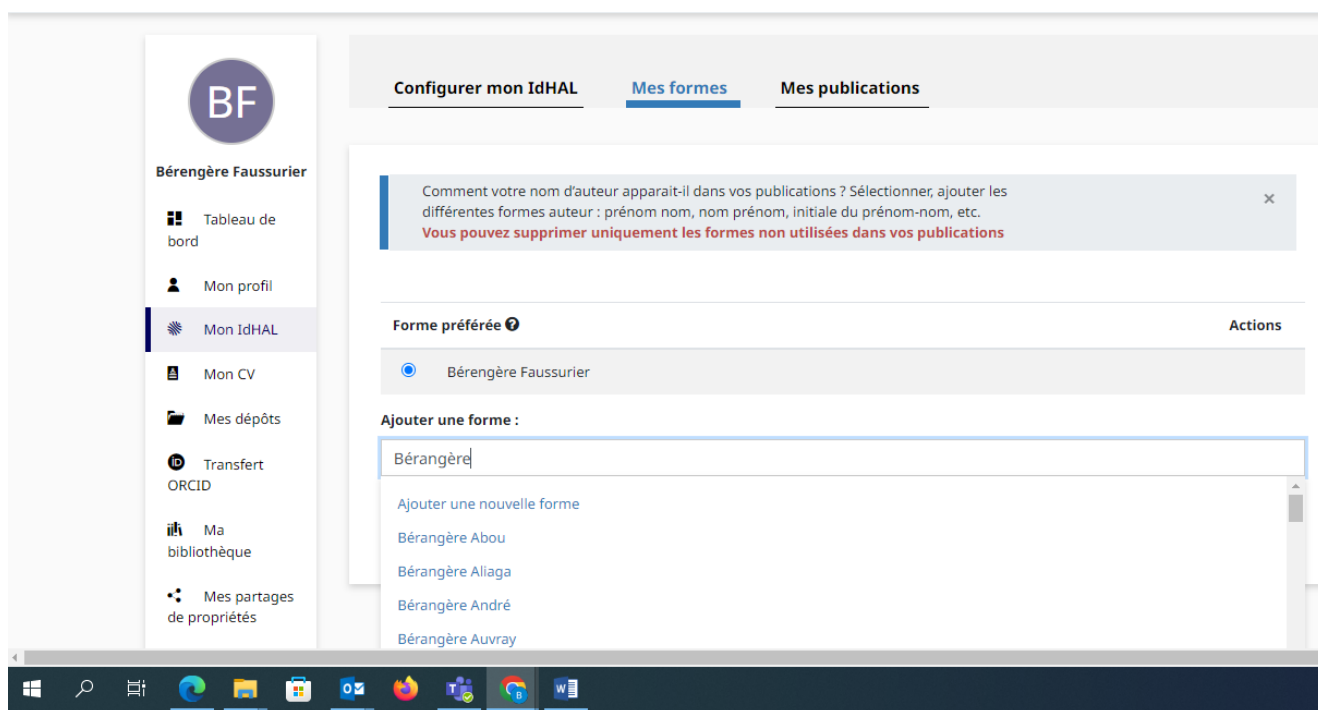 BF
Bérengère Faussurier
Tableau de
bord
Mon profil
Mon IdHAL
Mon CV
Mes dépôts
iD Transfert
ORCID
Ma
bibliothèque
Mes partages
de propriétés
Configurer mon IdHAL Mes formes Mes publications
Comment votre nom d'auteur apparait-il dans vos publications ? Sélectionner, ajouter les
différentes formes auteur : prénom nom, nom prénom, initiale du prénom-nom, etc.
Vous pouvez supprimer uniquement les formes non utilisées dans vos publications
×
Forme préférée ? Actions
Bérengère Faussurier
Ajouter une forme :
Bérangère
Ajouter une nouvelle forme
Bérangère Abou
Bérangère Aliaga
Bérangère André
Bérangère Auvray